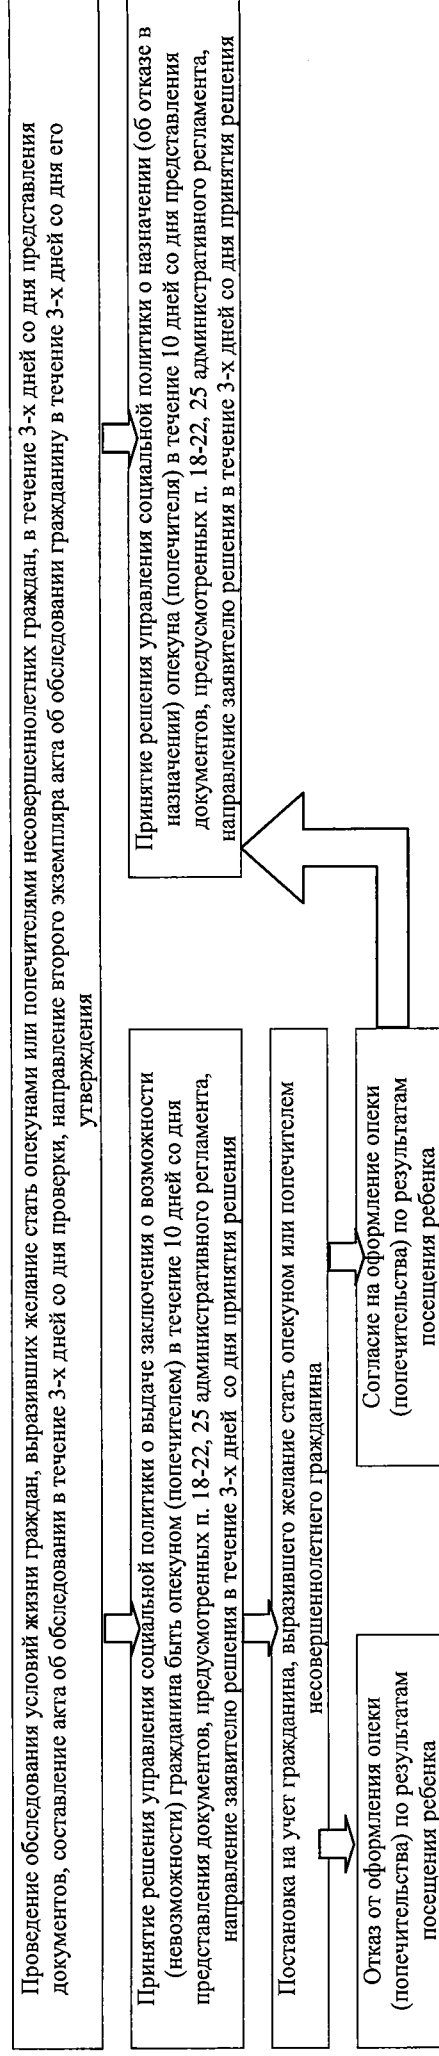 Проведение обследования условий жизни граждан, выразивших желание стать опекунами или попечителями несовершеннолетних граждан, в течение 3-х дней со дня представления
документов, составление акта об обследовании в течение 3-х дней со дня проверки, направление второго экземпляра акта об обследовании гражданину в течение 3-х дней со дня его
утверждения
Принятие решения управления социальной политики о выдаче заключения о возможности
(невозможности) гражданина быть опекуном (попечителем) в течение 10 дней со дня
представления документов, предусмотренных п. 18-22, 25 административного регламента,
направление заявителю решения в течение 3-х дней со дня принятия решения
Принятие решения управления социальной политики о назначении (об отказе в
назначении) опекуна (попечителя) в течение 10 дней со дня представления
документов, предусмотренных п. 18-22, 25 административного регламента,
направление заявителю решения в течение 3-х дней со дня принятия решения
Постановка на учет гражданина, выразившего желание стать опекуном или попечителем
несовершеннолетнего гражданина
Отказ от оформления опеки
(попечительства) по результатам
посещения ребенка
Согласие на оформление опеки
(попечительства) по результатам
посещения ребенка